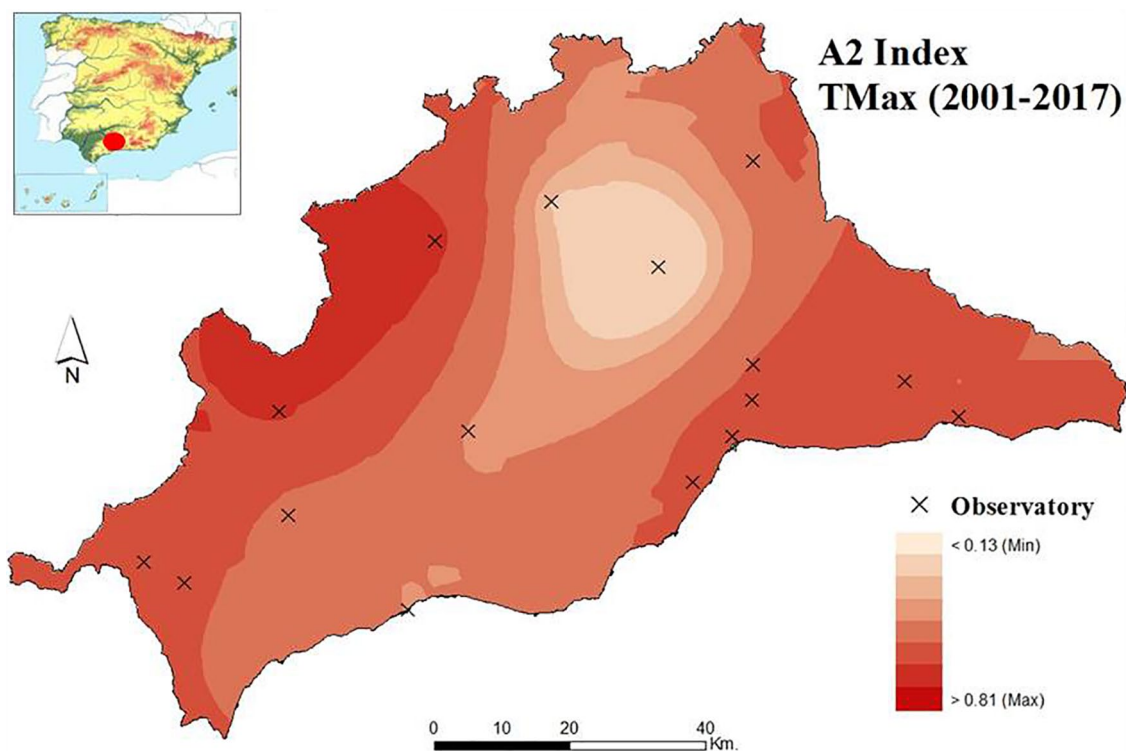 A2 Index
TMax (2001-2017)
N
Observatory
< 0.13 (Min)
> 0.81 (Max)
0 10 20 40
Km.